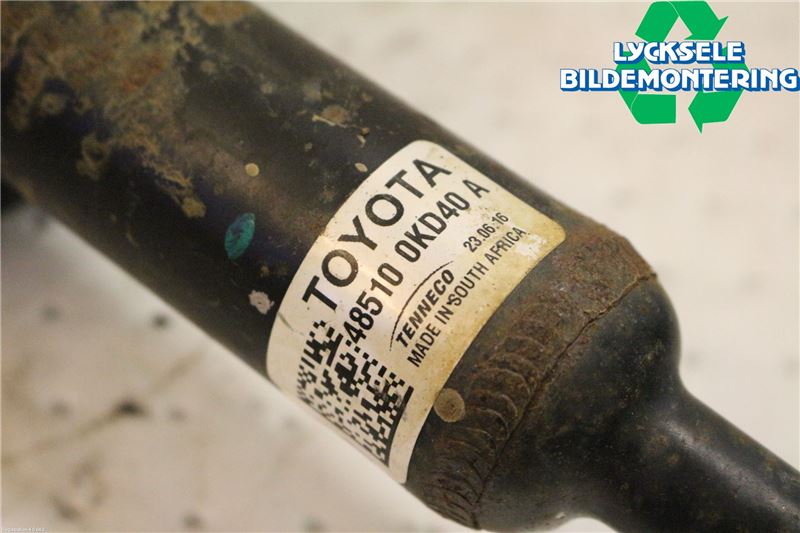 LYCKSELE
BILDEMONTERING
TOYOTA
48510 0KD40 A
TENNECO 23.06.16
MADE IN SOUTH AFRICA